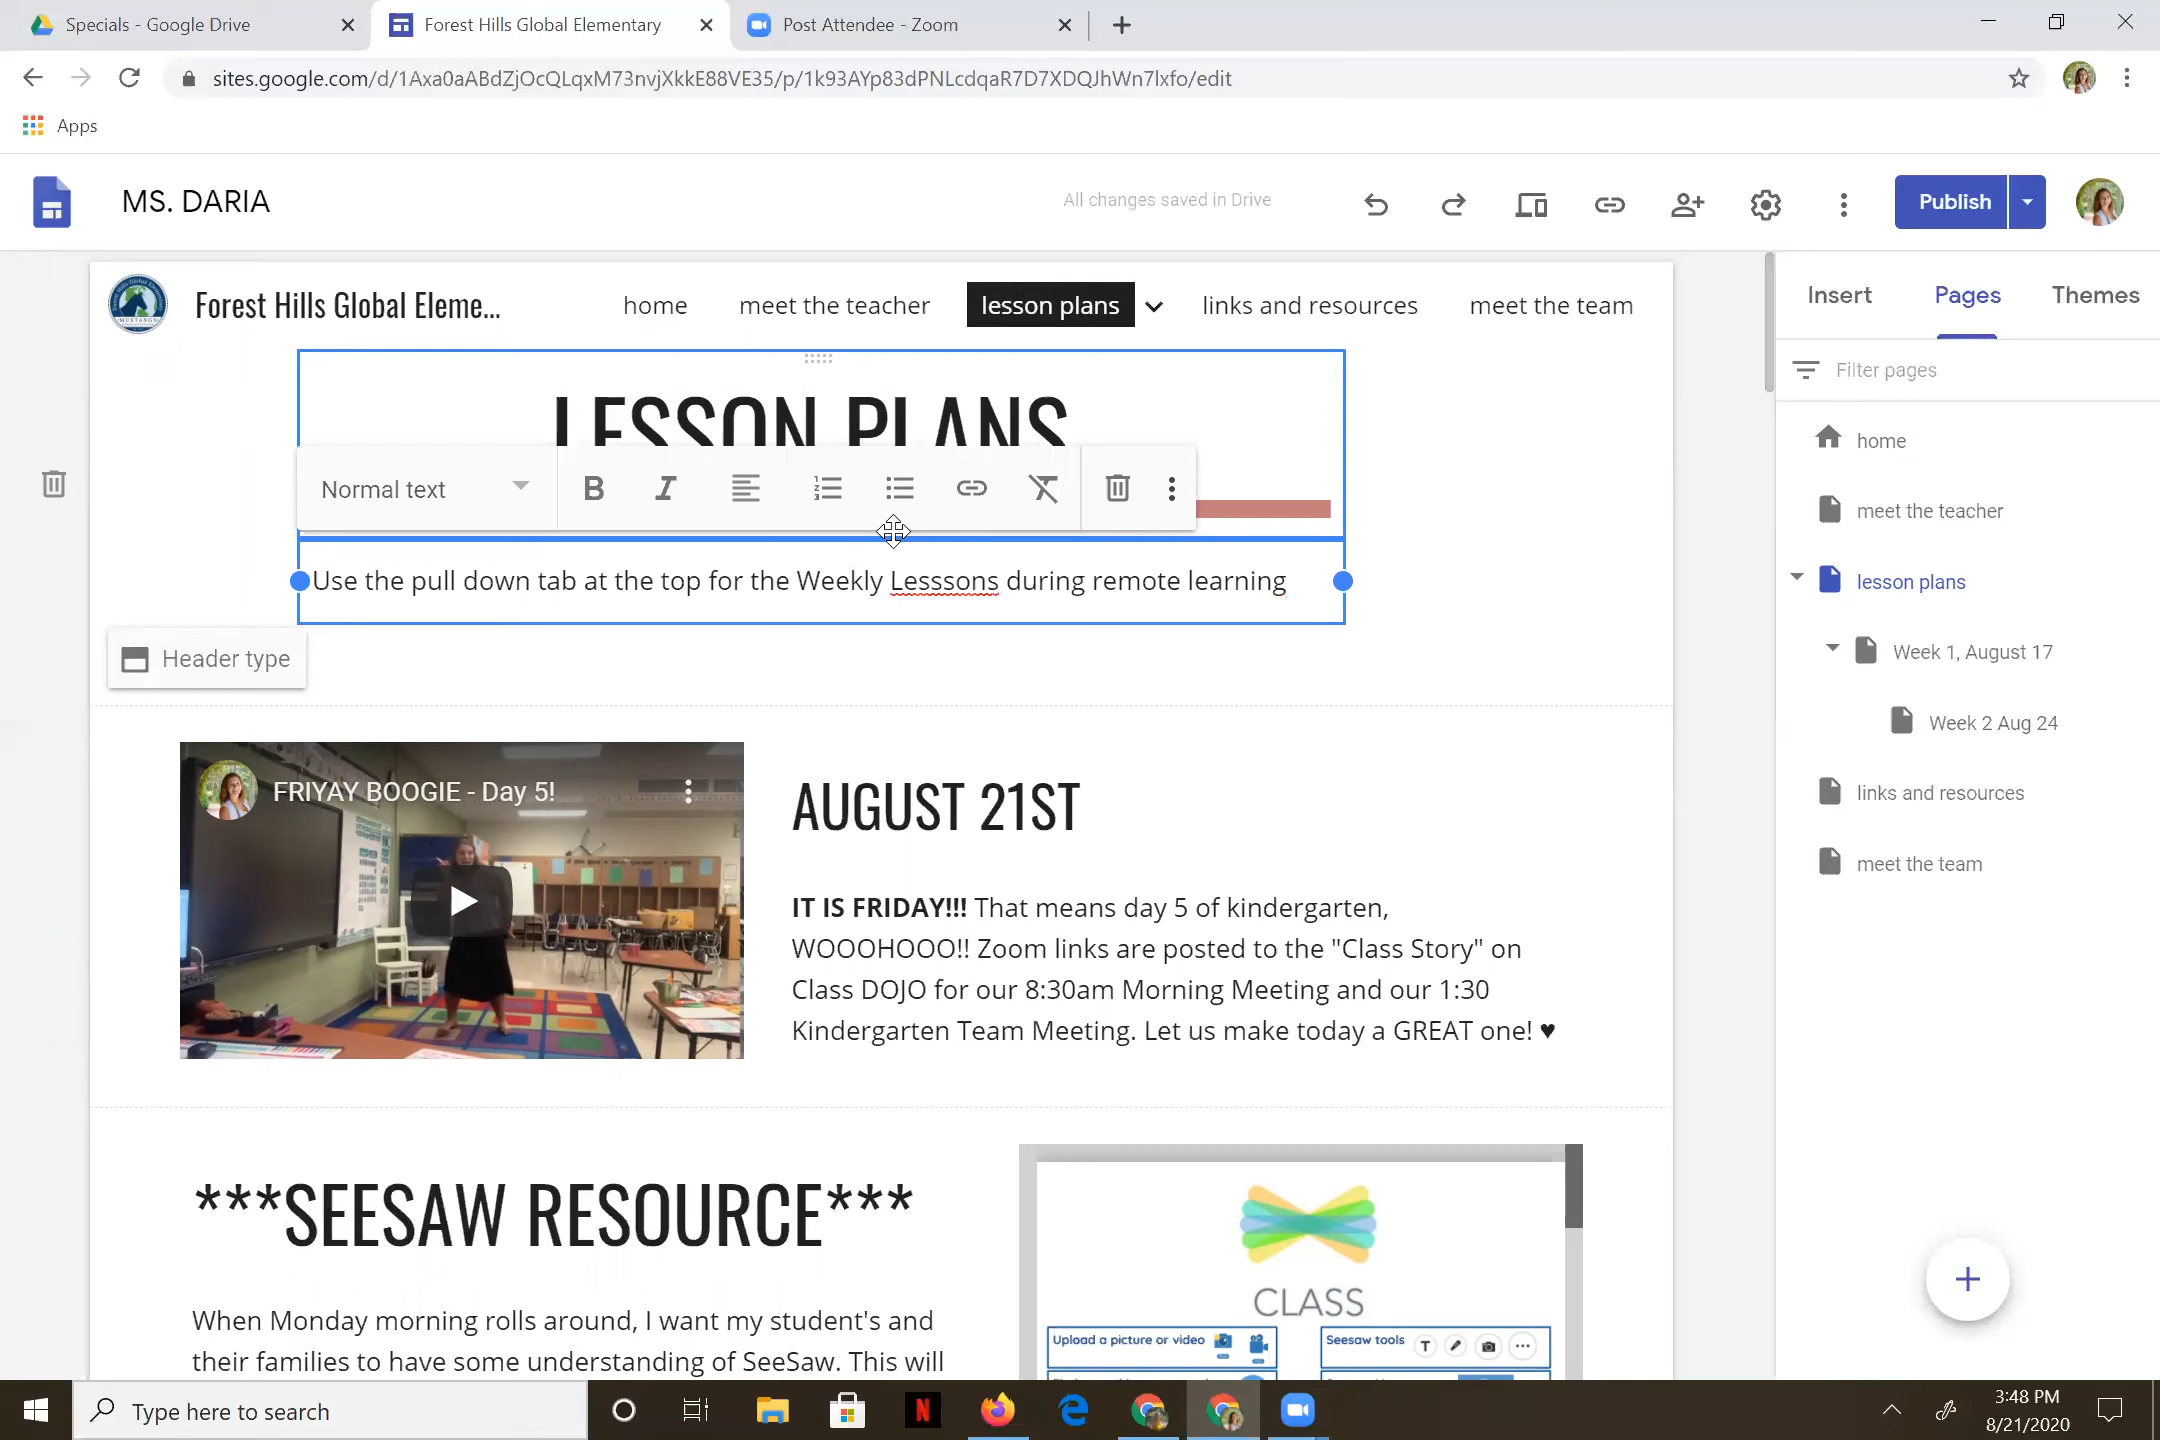 Specials - Google Drive
Forest Hills Global Elementary
Post Attendee - Zoom
sites.google.com/d/1Axa0aABdZjOcQLqxM73nvjXkkE88VE35/p/1k93AYp83dPNLcdqaR7D7XDQJhWn7lxfo/edit
Apps
MS. DARIA
All changes saved in Drive
Publish
Forest Hills Global Eleme...
home
meet the teacher
lesson plans
links and resources
meet the team
Insert
Pages
Themes
Filter pages
home
meet the teacher
lesson plans
Week 1, August 17
Week 2 Aug 24
links and resources
meet the team
LESSON PLANS
Normal text
Use the pull down tab at the top for the Weekly Lesssons during remote learning
Header type
FRIYAY BOOGIE - Day 5!
AUGUST 21ST
IT IS FRIDAY!!! That means day 5 of kindergarten,
WOOOHOOO!! Zoom links are posted to the "Class Story" on
Class DOJO for our 8:30am Morning Meeting and our 1:30
Kindergarten Team Meeting. Let us make today a GREAT one! ♥
***SEESAW RESOURCE***
When Monday morning rolls around, I want my student's and
their families to have some understanding of SeeSaw. This will
CLASS
Upload a picture or video
Seesaw tools
Type here to search
3:48 PM
8/21/2020